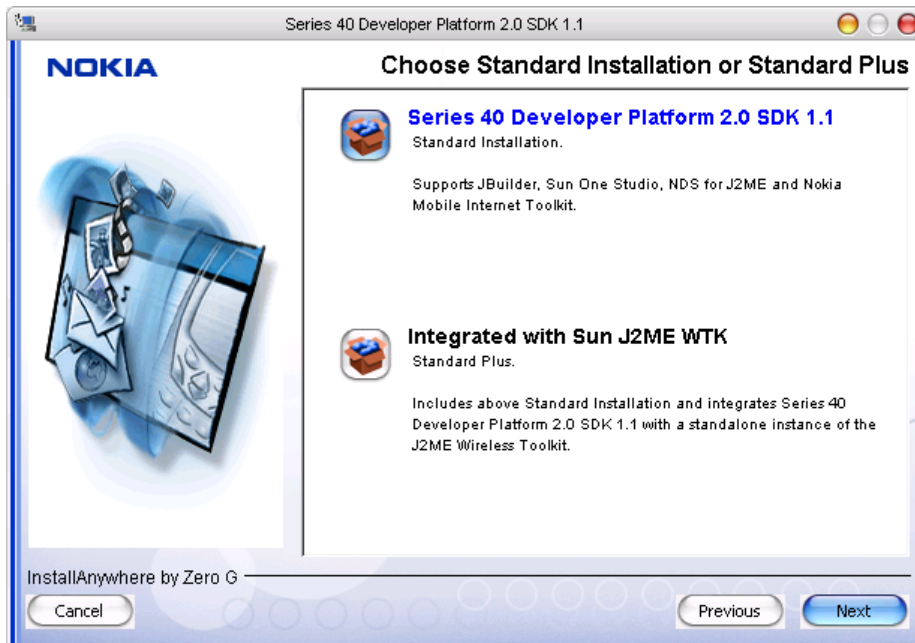 Series 40 Developer Platform 2.0 SDK 1.1
NOKIA
Choose Standard Installation or Standard Plus
Series 40 Developer Platform 2.0 SDK 1.1
Standard Installation.
Supports JBuilder, Sun One Studio, NDS for J2ME and Nokia
Mobile Internet Toolkit.
Integrated with Sun J2ME WTK
Standard Plus.
Includes above Standard Installation and integrates Series 40
Developer Platform 2.0 SDK 1.1 with a standalone instance of the
J2ME Wireless Toolkit.
InstallAnywhere by Zero G
Cancel
Previous
Next